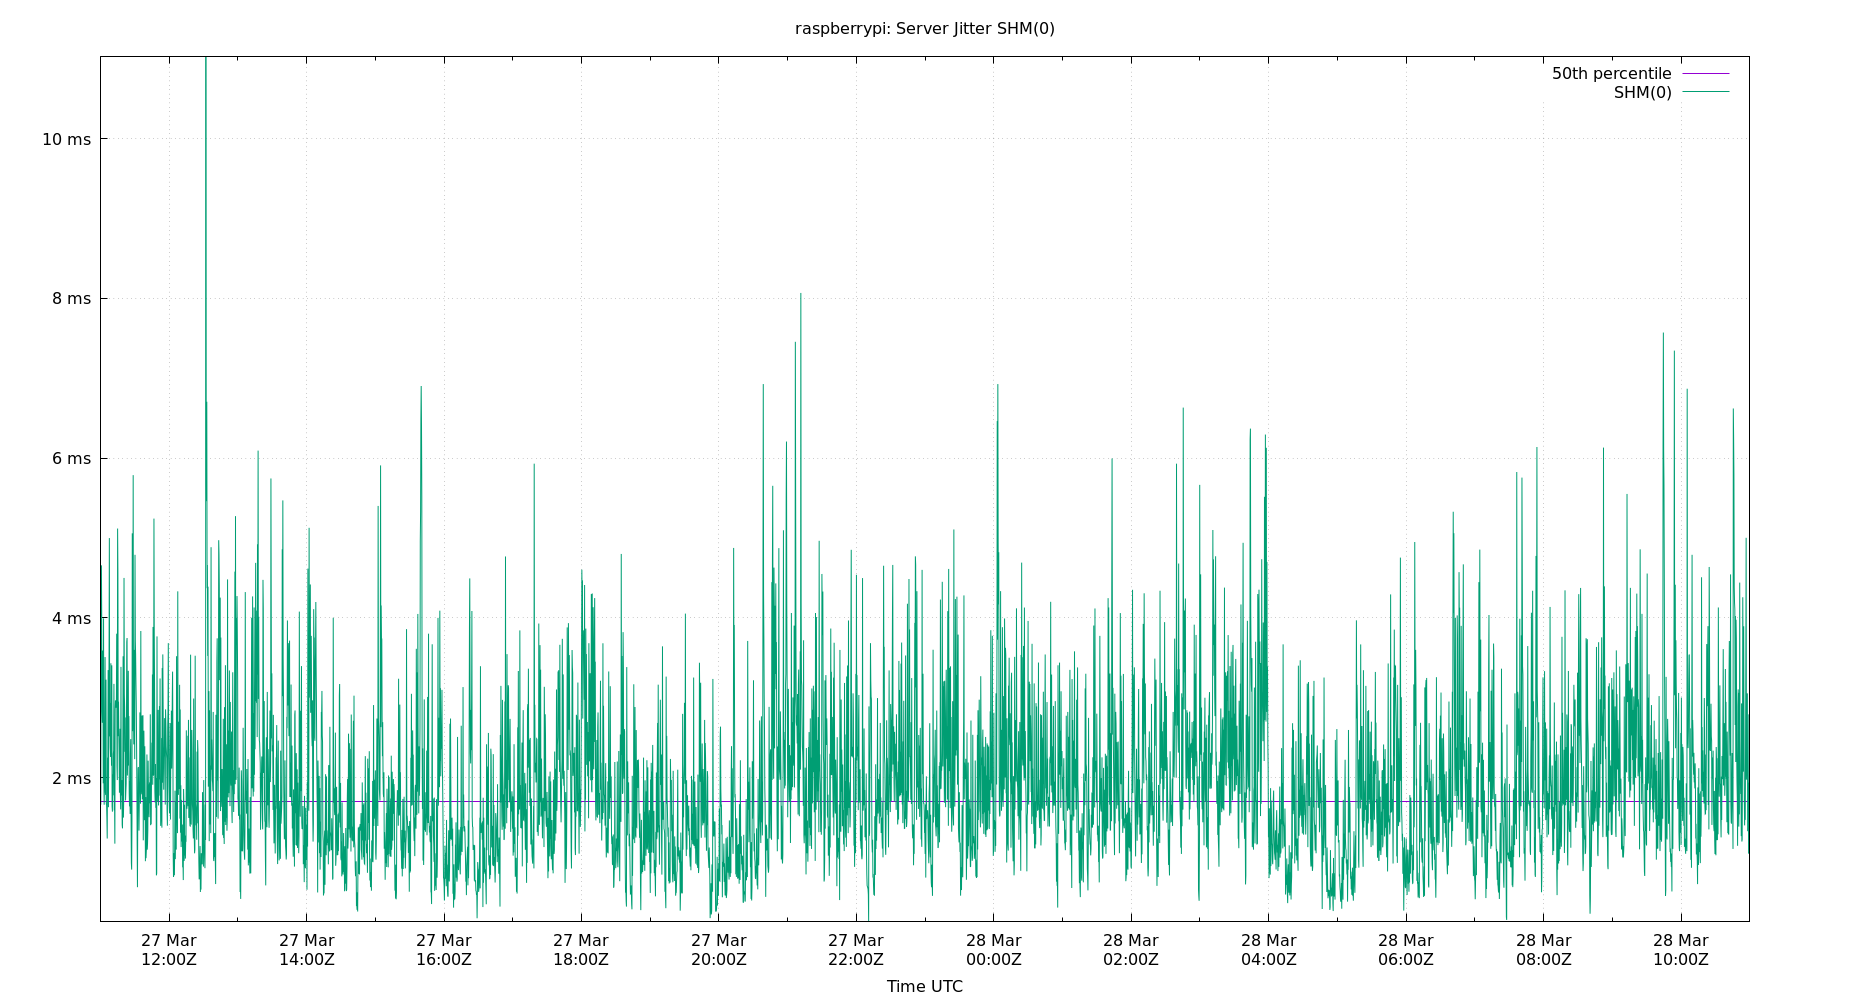 raspberrypi: Server Jitter SHM(0)
50th percentile
SHM(0)
10 ms
8 ms
6 ms
4 ms
2 ms
27 Mar 27 Mar 27 Mar 27 Mar 27 Mar 27 Mar 28 Mar 28 Mar 28 Mar 28 Mar 28 Mar 28 Mar
12:00Z 14:00Z 16:00Z 18:00Z 20:00Z 22:00Z 00:00Z 02:00Z 04:00Z 06:00Z 08:00Z 10:00Z
Time UTC